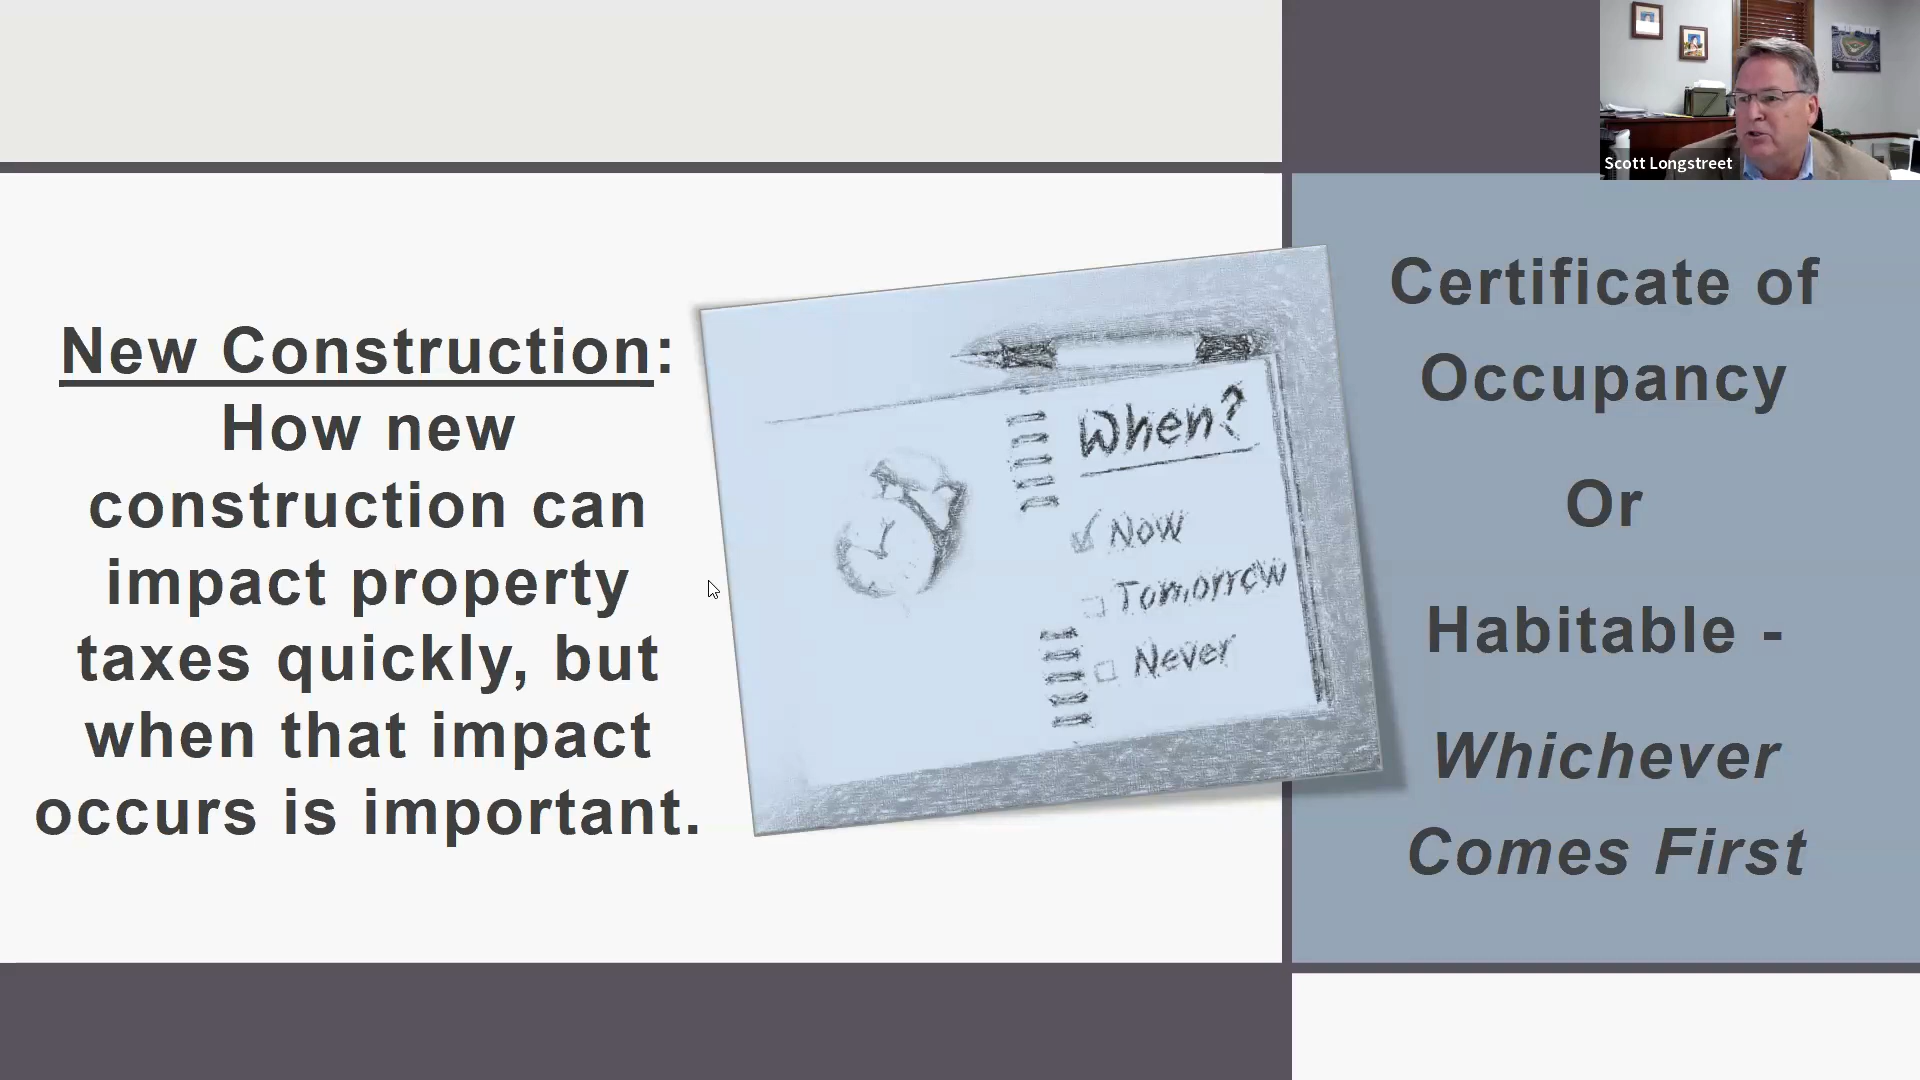 Scott Longstreet
New Construction:
How new
construction can
impact property
taxes quickly, but
when that impact
occurs is important.
When?
Now
Tomorrow
Never
Certificate of
Occupancy
Or
Habitable -
Whichever
Comes First